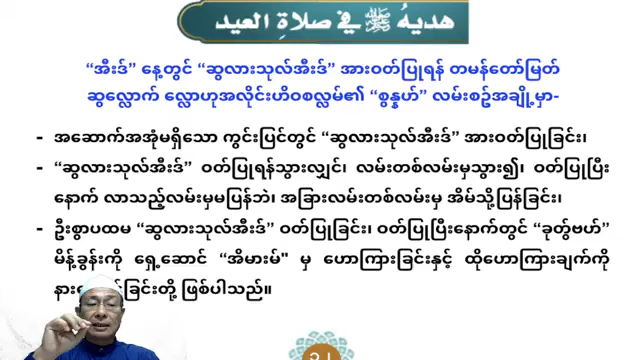 هديهُ ﷺ في صلاةِ العيد
“အီးဒ်” နေ့တွင် “ဆွလားသုလ်အီးဒ်” အားဝတ်ပြုရန် တမန်တော်မြတ်
ဆွလ္လောက် လ္လောဟုအလိုင်းဟိဝစလ္လမ်၏ “စွန္နဟ်” လမ်းစဉ်အချို့မှာ-
- အဆောက်အအုံမရှိသော ကွင်းပြင်တွင် “ဆွလားသုလ်အီးဒ်” အားဝတ်ပြုခြင်း၊
- “ဆွလားသုလ်အီးဒ်” ဝတ်ပြုရန်သွားလျှင်၊ လမ်းတစ်လမ်းမှသွား၍၊ ဝတ်ပြုပြီး
နောက် လာသည့်လမ်းမှမပြန်ဘဲ၊ အခြားလမ်းတစ်လမ်းမှ အိမ်သို့ပြန်ခြင်း၊
- ဦးစွာပထမ “ဆွလားသုလ်အီးဒ်” ဝတ်ပြုခြင်း၊ ဝတ်ပြုပြီးနောက်တွင် “ခုတ်ွဗဟ်”
မိန့်ခွန်းကို ရှေ့ဆောင် “အိမားမ်" မှ ဟောကြားခြင်းနှင့် ထိုဟောကြားချက်ကို
ဖြစ်ပါသည်။